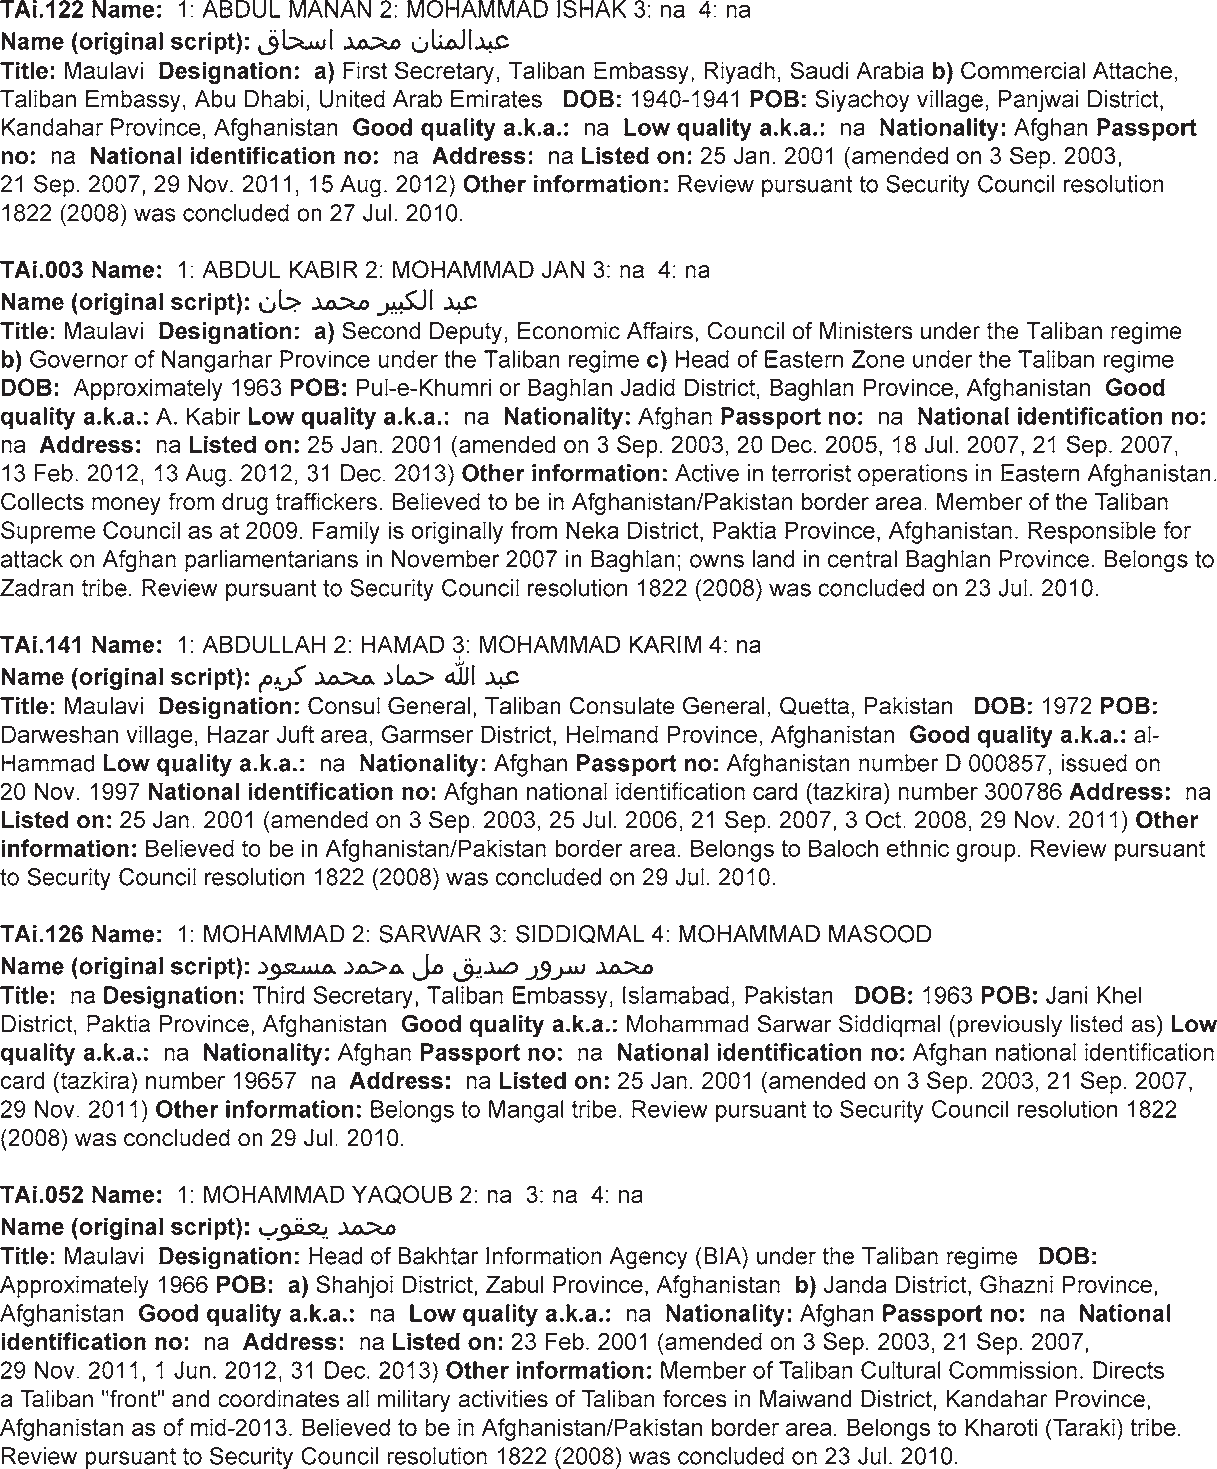 TAi.122 Name: 1: ABDUL MANAN 2: MOHAMMAD ISHAK 3: na 4: na
Name (original script): عبدالمنان محمد اسحاق
Title: Maulavi Designation: a) First Secretary, Taliban Embassy, Riyadh, Saudi Arabia b) Commercial Attache,
Taliban Embassy, Abu Dhabi, United Arab Emirates DOB: 1940-1941 POB: Siyachoy village, Panjwai District,
Kandahar Province, Afghanistan Good quality a.k.a.: na Low quality a.k.a.: na Nationality: Afghan Passport
no: na National identification no: na Address: na Listed on: 25 Jan. 2001 (amended on 3 Sep. 2003,
21 Sep. 2007, 29 Nov. 2011, 15 Aug. 2012) Other information: Review pursuant to Security Council resolution
1822 (2008) was concluded on 27 Jul. 2010.
TAi.003 Name: 1: ABDUL KABIR 2: MOHAMMAD JAN 3: na 4: na
Name (original script): عبد الکبير محمد جان
Title: Maulavi Designation: a) Second Deputy, Economic Affairs, Council of Ministers under the Taliban regime
b) Governor of Nangarhar Province under the Taliban regime c) Head of Eastern Zone under the Taliban regime
DOB: Approximately 1963 POB: Pul-e-Khumri or Baghlan Jadid District, Baghlan Province, Afghanistan Good
quality a.k.a.: A. Kabir Low quality a.k.a.: na Nationality: Afghan Passport no: na National identification no:
na Address: na Listed on: 25 Jan. 2001 (amended on 3 Sep. 2003, 20 Dec. 2005, 18 Jul. 2007, 21 Sep. 2007,
13 Feb. 2012, 13 Aug. 2012, 31 Dec. 2013) Other information: Active in terrorist operations in Eastern Afghanistan.
Collects money from drug traffickers. Believed to be in Afghanistan/Pakistan border area. Member of the Taliban
Supreme Council as at 2009. Family is originally from Neka District, Paktia Province, Afghanistan. Responsible for
attack on Afghan parliamentarians in November 2007 in Baghlan; owns land in central Baghlan Province. Belongs to
Zadran tribe. Review pursuant to Security Council resolution 1822 (2008) was concluded on 23 Jul. 2010.
TAi.141 Name: 1: ABDULLAH 2: HAMAD 3: MOHAMMAD KARIM 4: na
Name (original script): عبد الله حماد محمد کريم
Title: Maulavi Designation: Consul General, Taliban Consulate General, Quetta, Pakistan DOB: 1972 POB:
Darweshan village, Hazar Juft area, Garmser District, Helmand Province, Afghanistan Good quality a.k.a.: al-
Hammad Low quality a.k.a.: na Nationality: Afghan Passport no: Afghanistan number D 000857, issued on
20 Nov. 1997 National identification no: Afghan national identification card (tazkira) number 300786 Address: na
Listed on: 25 Jan. 2001 (amended on 3 Sep. 2003, 25 Jul. 2006, 21 Sep. 2007, 3 Oct. 2008, 29 Nov. 2011) Other
information: Believed to be in Afghanistan/Pakistan border area. Belongs to Baloch ethnic group. Review pursuant
to Security Council resolution 1822 (2008) was concluded on 29 Jul. 2010.
TAi.126 Name: 1: MOHAMMAD 2: SARWAR 3: SIDDIQMAL 4: MOHAMMAD MASOOD
Name (original script): محمد سرور صديق مل محمد مسعود
Title: na Designation: Third Secretary, Taliban Embassy, Islamabad, Pakistan DOB: 1963 POB: Jani Khel
District, Paktia Province, Afghanistan Good quality a.k.a.: Mohammad Sarwar Siddiqmal (previously listed as) Low
quality a.k.a.: na Nationality: Afghan Passport no: na National identification no: Afghan national identification
card (tazkira) number 19657 na Address: na Listed on: 25 Jan. 2001 (amended on 3 Sep. 2003, 21 Sep. 2007,
29 Nov. 2011) Other information: Belongs to Mangal tribe. Review pursuant to Security Council resolution 1822
(2008) was concluded on 29 Jul. 2010.
TAi.052 Name: 1: MOHAMMAD YAQOUB 2: na 3: na 4: na
Name (original script): محمد يعقوب
Title: Maulavi Designation: Head of Bakhtar Information Agency (BIA) under the Taliban regime DOB:
Approximately 1966 POB: a) Shahjoi District, Zabul Province, Afghanistan b) Janda District, Ghazni Province,
Afghanistan Good quality a.k.a.: na Low quality a.k.a.: na Nationality: Afghan Passport no: na National
identification no: na Address: na Listed on: 23 Feb. 2001 (amended on 3 Sep. 2003, 21 Sep. 2007,
29 Nov. 2011, 1 Jun. 2012, 31 Dec. 2013) Other information: Member of Taliban Cultural Commission. Directs
a Taliban "front" and coordinates all military activities of Taliban forces in Maiwand District, Kandahar Province,
Afghanistan as of mid-2013. Believed to be in Afghanistan/Pakistan border area. Belongs to Kharoti (Taraki) tribe.
Review pursuant to Security Council resolution 1822 (2008) was concluded on 23 Jul. 2010.